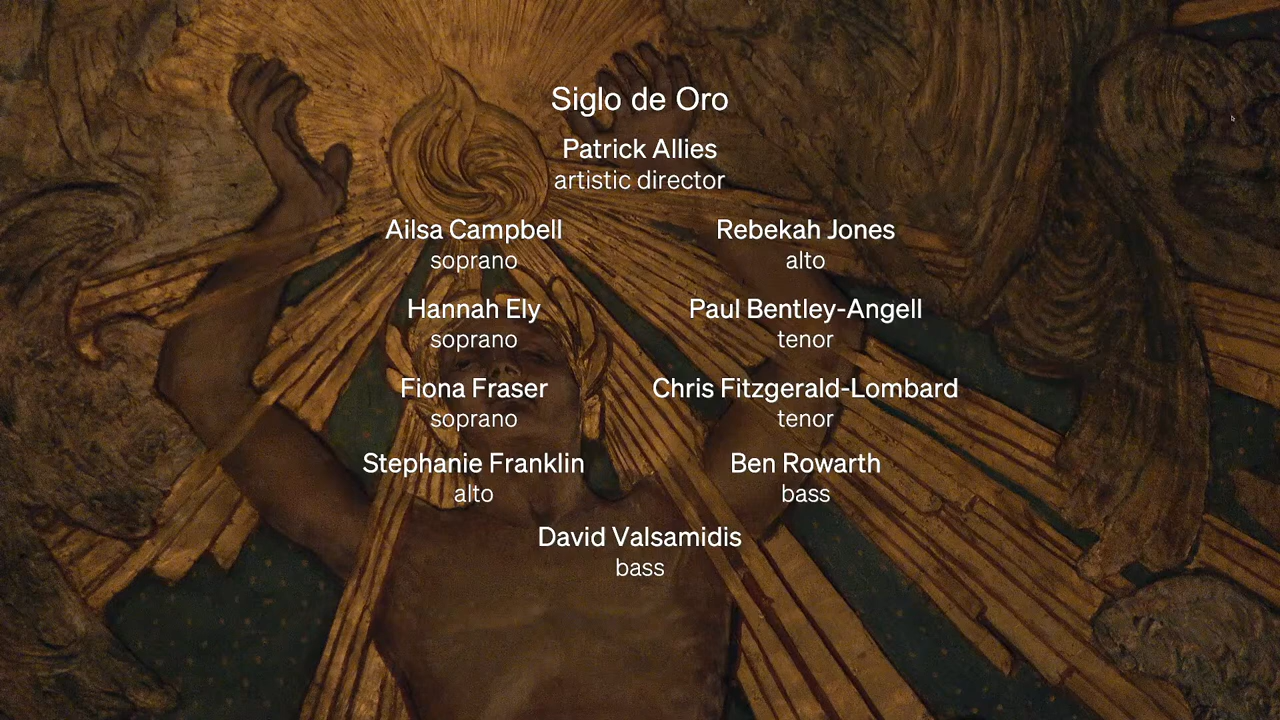 Siglo de Oro
Patrick Allies
artistic director
Ailsa Campbell
soprano
Rebekah Jones
alto
Hannah Ely
soprano
Paul Bentley-Angell
tenor
Fiona Fraser
soprano
Chris Fitzgerald-Lombard
tenor
Stephanie Franklin
alto
Ben Rowarth
bass
David Valsamidis
bass